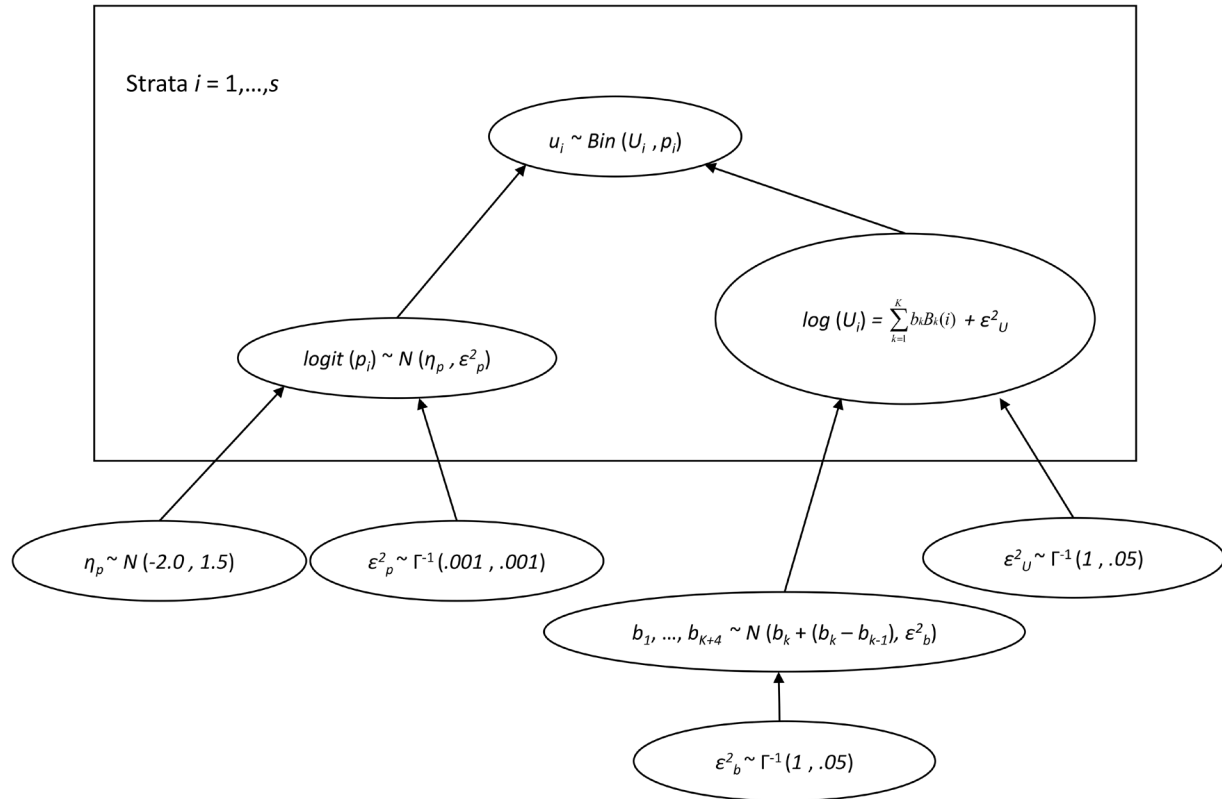 Strata i = 1,...,s
u_i ~ Bin (U_i , p_i)
log (U_i) = \sum_{k=1}^{K} b_k B_k(i) + ε²_U
logit (p_i) ~ N (η_p , ε²_p)
η_p ~ N (-2.0 , 1.5)
ε²_p ~ Γ⁻¹ (.001 , .001)
ε²_U ~ Γ⁻¹ (1 , .05)
b_1, ..., b_{K+4} ~ N (b_k + (b_k – b_{k-1}), ε²_b)
ε²_b ~ Γ⁻¹ (1 , .05)